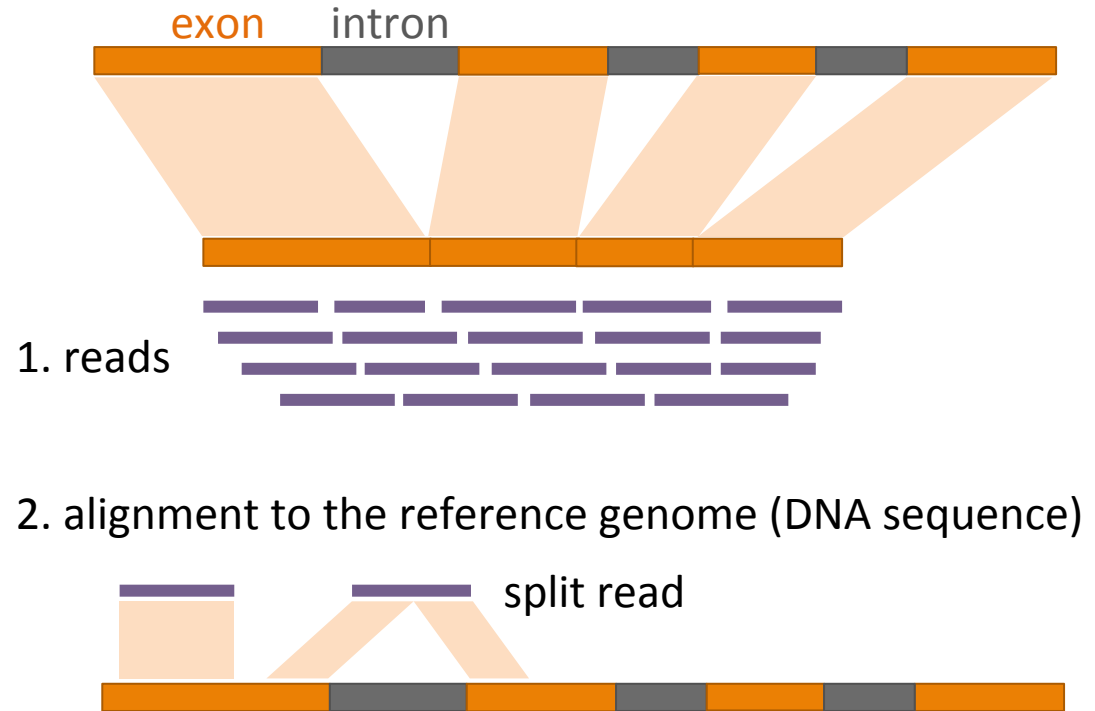 exon intron
1. reads
2. alignment to the reference genome (DNA sequence)
split read